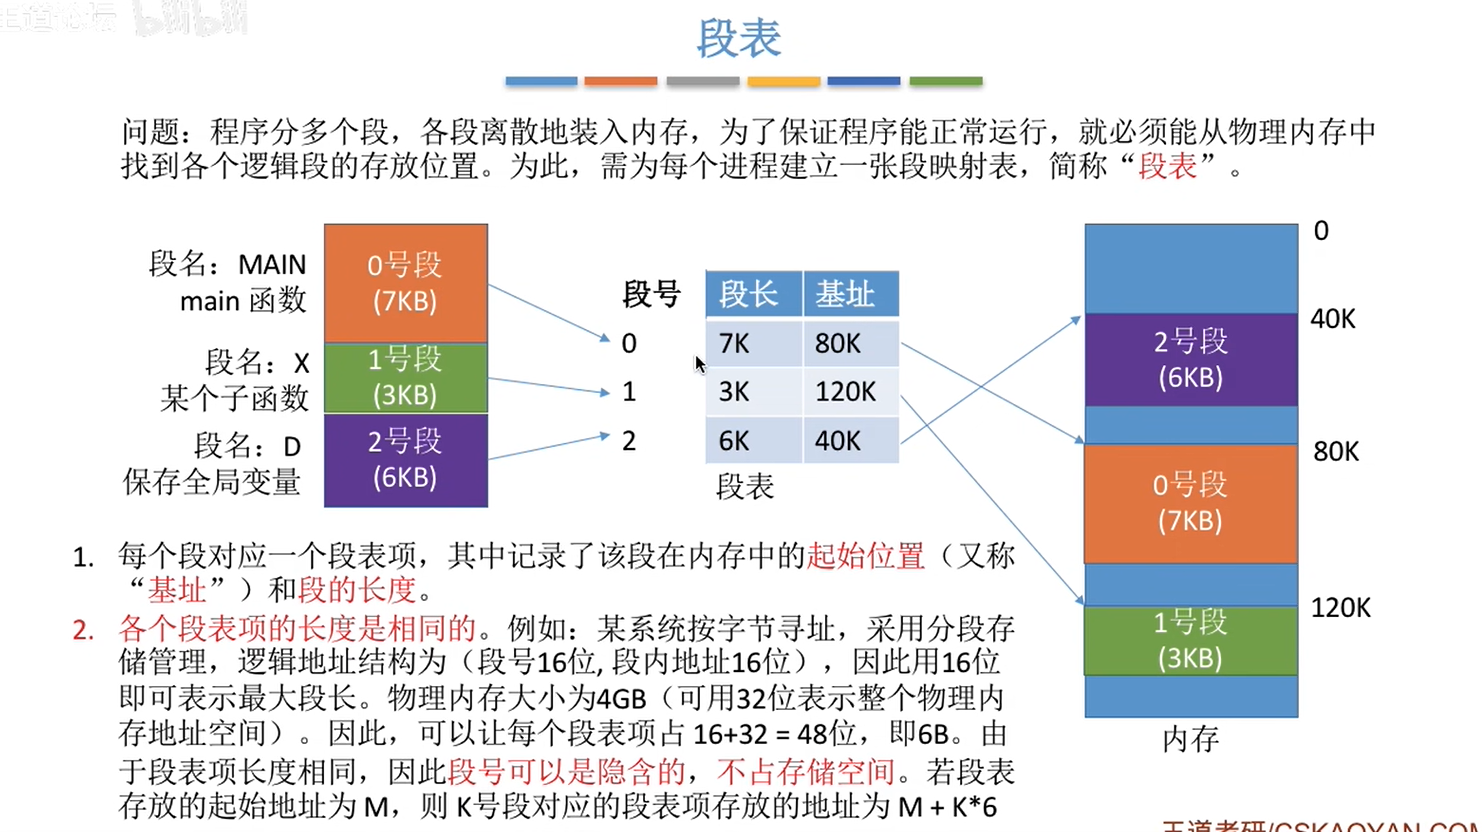 王道论坛 bilibili
段表
问题：程序分多个段，各段离散地装入内存，为了保证程序能正常运行，就必须能从物理内存中
找到各个逻辑段的存放位置。为此，需为每个进程建立一张段映射表，简称“段表”。
段名：MAIN
main 函数
0号段
(7KB)
段名：X
某个子函数
1号段
(3KB)
段名：D
保存全局变量
2号段
(6KB)
段号 段长 基址
0 7K 80K
1 3K 120K
2 6K 40K
段表
0
40K
2号段
(6KB)
80K
0号段
(7KB)
120K
1号段
(3KB)
内存
1. 每个段对应一个段表项，其中记录了该段在内存中的起始位置（又称
“基址”）和段的长度。
2. 各个段表项的长度是相同的。例如：某系统按字节寻址，采用分段存
储管理，逻辑地址结构为（段号16位, 段内地址16位），因此用16位
即可表示最大段长。物理内存大小为4GB（可用32位表示整个物理内
存地址空间）。因此，可以让每个段表项占 16+32 = 48位，即6B。由
于段表项长度相同，因此段号可以是隐含的，不占存储空间。若段表
存放的起始地址为 M，则 K号段对应的段表项存放的地址为 M + K*6
王道考研/CSKAOYAN.COM